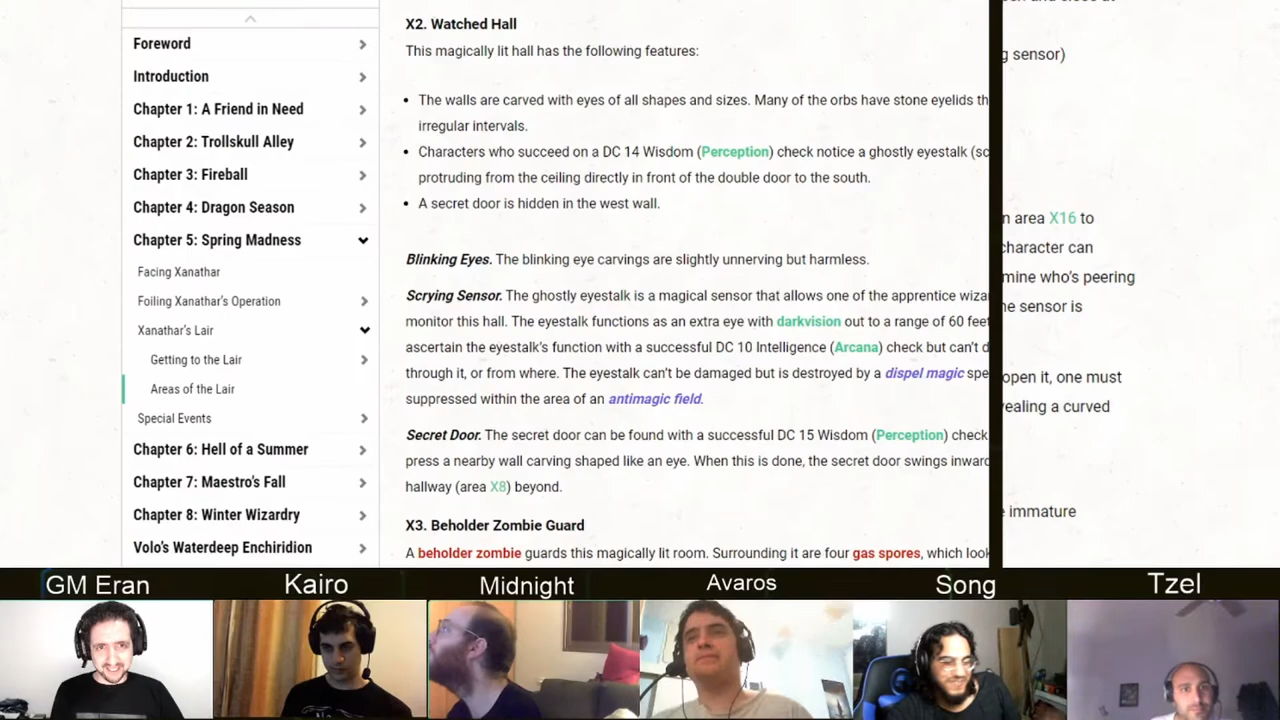 Foreword
Introduction
Chapter 1: A Friend in Need
Chapter 2: Trollskull Alley
Chapter 3: Fireball
Chapter 4: Dragon Season
Chapter 5: Spring Madness
Facing Xanathar
Foiling Xanathar's Operation
Xanathar's Lair
Getting to the Lair
Areas of the Lair
Special Events
Chapter 6: Hell of a Summer
Chapter 7: Maestro's Fall
Chapter 8: Winter Wizardry
Volo's Waterdeep Enchiridion
X2. Watched Hall
This magically lit hall has the following features:
• The walls are carved with eyes of all shapes and sizes. Many of the orbs have stone eyelids th
irregular intervals.
• Characters who succeed on a DC 14 Wisdom (Perception) check notice a ghostly eyestalk (sc
protruding from the ceiling directly in front of the double door to the south.
• A secret door is hidden in the west wall.
Blinking Eyes. The blinking eye carvings are slightly unnerving but harmless.
Scrying Sensor. The ghostly eyestalk is a magical sensor that allows one of the apprentice wiza
monitor this hall. The eyestalk functions as an extra eye with darkvision out to a range of 60 feet
ascertain the eyestalk's function with a successful DC 10 Intelligence (Arcana) check but can't d
through it, or from where. The eyestalk can't be damaged but is destroyed by a dispel magic spe
suppressed within the area of an antimagic field.
Secret Door. The secret door can be found with a successful DC 15 Wisdom (Perception) check
press a nearby wall carving shaped like an eye. When this is done, the secret door swings inward
hallway (area X8) beyond.
X3. Beholder Zombie Guard
A beholder zombie guards this magically lit room. Surrounding it are four gas spores, which look
g sensor)
n area X16 to
character can
mine who's peering
ne sensor is
open it, one must
vealing a curved
e immature
GM Eran
Kairo
Midnight
Avaros
Song
Tzel